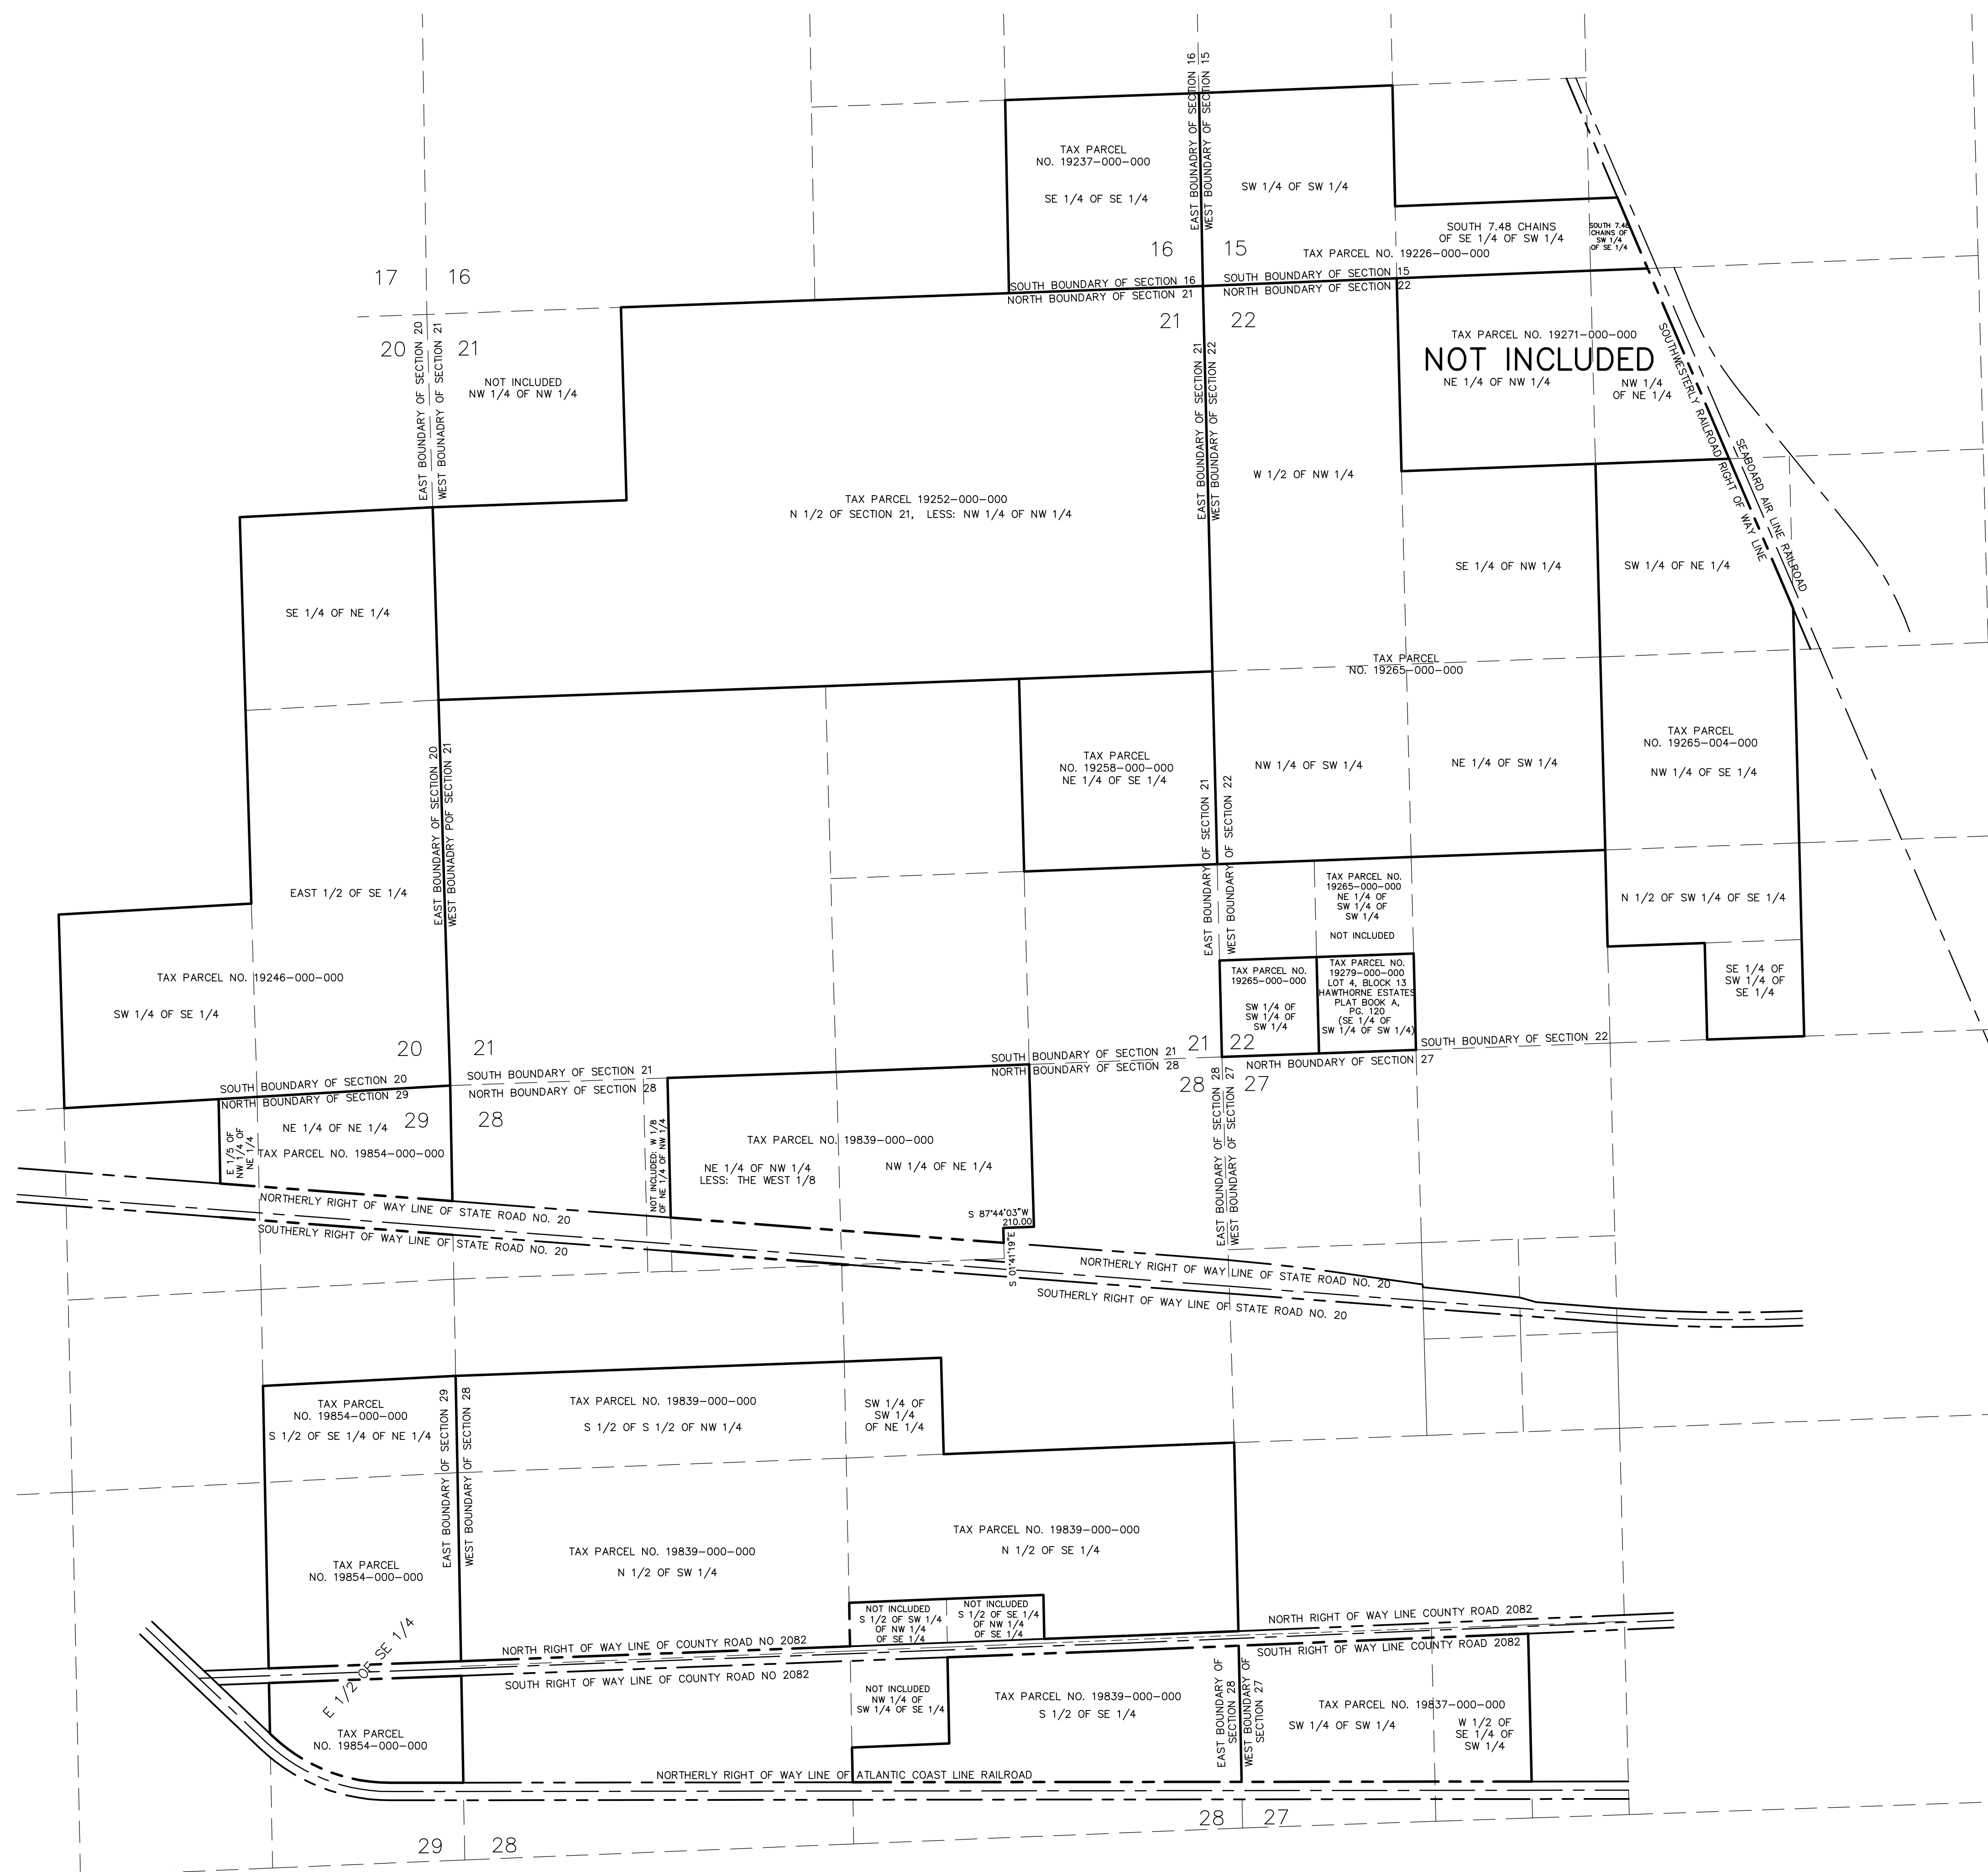 EAST BOUNADRY OF SECTION 16
WEST BOUNDARY OF SECTION 15
TAX PARCEL
NO. 19237-000-000
SE 1/4 OF SE 1/4
SW 1/4 OF SW 1/4
SOUTH 7.48 CHAINS
OF SE 1/4 OF SW 1/4
SOUTH 7.48
CHAINS OF
SW 1/4
OF SE 1/4
TAX PARCEL NO. 19226-000-000
16
15
17
16
SOUTH BOUNDARY OF SECTION 16
SOUTH BOUNDARY OF SECTION 15
NORTH BOUNDARY OF SECTION 21
NORTH BOUNDARY OF SECTION 22
21
22
20
21
EAST BOUNDARY OF SECTION 20
WEST BOUNADRY OF SECTION 21
NOT INCLUDED
NW 1/4 OF NW 1/4
EAST BOUNDARY OF SECTION 21
WEST BOUNDARY OF SECTION 22
TAX PARCEL NO. 19271-000-000
NOT INCLUDED
NE 1/4 OF NW 1/4
NW 1/4
OF NE 1/4
SOUTHWESTERLY RAILROAD RIGHT OF WAY LINE
SEABOARD AIR LINE RAILROAD
W 1/2 OF NW 1/4
TAX PARCEL 19252-000-000
N 1/2 OF SECTION 21, LESS: NW 1/4 OF NW 1/4
SE 1/4 OF NW 1/4
SW 1/4 OF NE 1/4
SE 1/4 OF NE 1/4
TAX PARCEL
NO. 19265-000-000
EAST BOUNDARY OF SECTION 20
WEST BOUNADRY POF SECTION 21
TAX PARCEL
NO. 19258-000-000
NE 1/4 OF SE 1/4
NW 1/4 OF SW 1/4
NE 1/4 OF SW 1/4
TAX PARCEL
NO. 19265-004-000
NW 1/4 OF SE 1/4
EAST BOUNDARY OF SECTION 21
WEST BOUNDARY OF SECTION 22
EAST 1/2 OF SE 1/4
TAX PARCEL NO.
19265-000-000
NE 1/4 OF
SW 1/4 OF
SW 1/4
NOT INCLUDED
N 1/2 OF SW 1/4 OF SE 1/4
TAX PARCEL NO. 19246-000-000
SW 1/4 OF SE 1/4
TAX PARCEL NO.
19265-000-000
SW 1/4 OF
SW 1/4 OF
SW 1/4
TAX PARCEL NO.
19279-000-000
LOT 4, BLOCK 13
HAWTHORNE ESTATES
PLAT BOOK A,
PG. 120
(SE 1/4 OF
SW 1/4 OF SW 1/4)
SE 1/4 OF
SW 1/4 OF
SE 1/4
20
21
21
22
SOUTH BOUNDARY OF SECTION 20
SOUTH BOUNDARY OF SECTION 21
SOUTH BOUNDARY OF SECTION 21
SOUTH BOUNDARY OF SECTION 22
NORTH BOUNDARY OF SECTION 29
NORTH BOUNDARY OF SECTION 28
NORTH BOUNDARY OF SECTION 28
NORTH BOUNDARY OF SECTION 27
28
27
29
28
E 1/5 OF
NW 1/4 OF
NE 1/4
NE 1/4 OF NE 1/4
TAX PARCEL NO. 19854-000-000
NOT INCLUDED: W 1/8
OF NE 1/4 OF NW 1/4
TAX PARCEL NO. 19839-000-000
NE 1/4 OF NW 1/4
LESS: THE WEST 1/8
NW 1/4 OF NE 1/4
S 87°44'03"W
210.00
S 01°41'19"E
EAST BOUNDARY OF SECTION 28
WEST BOUNDARY OF SECTION 27
NORTHERLY RIGHT OF WAY LINE OF STATE ROAD NO. 20
SOUTHERLY RIGHT OF WAY LINE OF STATE ROAD NO. 20
NORTHERLY RIGHT OF WAY LINE OF STATE ROAD NO. 20
SOUTHERLY RIGHT OF WAY LINE OF STATE ROAD NO. 20
TAX PARCEL
NO. 19854-000-000
S 1/2 OF SE 1/4 OF NE 1/4
EAST BOUNDARY OF SECTION 29
WEST BOUNDARY OF SECTION 28
TAX PARCEL NO. 19839-000-000
S 1/2 OF S 1/2 OF NW 1/4
SW 1/4 OF
SW 1/4
OF NE 1/4
TAX PARCEL NO. 19839-000-000
N 1/2 OF SE 1/4
TAX PARCEL NO. 19839-000-000
N 1/2 OF SW 1/4
TAX PARCEL
NO. 19854-000-000
E 1/2 OF SE 1/4
NOT INCLUDED
S 1/2 OF SW 1/4
OF NW 1/4
OF SE 1/4
NOT INCLUDED
S 1/2 OF SE 1/4
OF NW 1/4
OF SE 1/4
NORTH RIGHT OF WAY LINE COUNTY ROAD 2082
NORTH RIGHT OF WAY LINE OF COUNTY ROAD NO 2082
SOUTH RIGHT OF WAY LINE COUNTY ROAD 2082
SOUTH RIGHT OF WAY LINE OF COUNTY ROAD NO 2082
NOT INCLUDED
NW 1/4 OF
SW 1/4 OF SE 1/4
TAX PARCEL NO. 19839-000-000
S 1/2 OF SE 1/4
EAST BOUNDARY OF
SECTION 28
WEST BOUNDARY OF
SECTION 27
TAX PARCEL NO. 19837-000-000
SW 1/4 OF SW 1/4
W 1/2 OF
SE 1/4 OF
SW 1/4
TAX PARCEL
NO. 19854-000-000
NORTHERLY RIGHT OF WAY LINE OF ATLANTIC COAST LINE RAILROAD
28
27
29
28